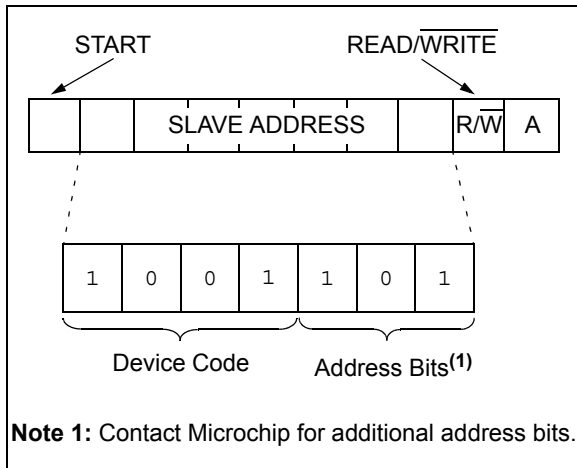 START READ/WRITE
SLAVE ADDRESS R/W A
1 0 0 1 1 0 1
Device Code Address Bits(1)
Note 1: Contact Microchip for additional address bits.